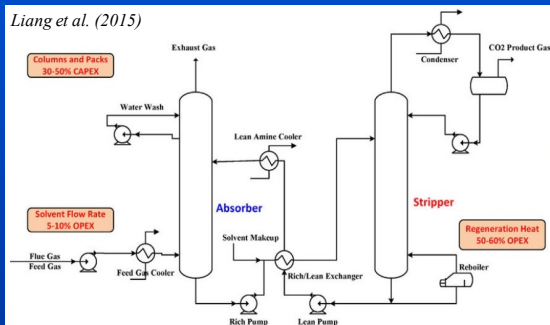 Liang et al. (2015)
Columns and Packs
30-50% CAPEX
Exhaust Gas
Condenser
CO2 Product Gas
Water Wash
Lean Amine Cooler
Absorber
Stripper
Solvent Flow Rate
5-10% OPEX
Regeneration Heat
50-60% OPEX
Solvent Makeup
Flue Gas
Feed Gas
Feed Gas Cooler
Rich/Lean Exchanger
Reboiler
Rich Pump
Lean Pump